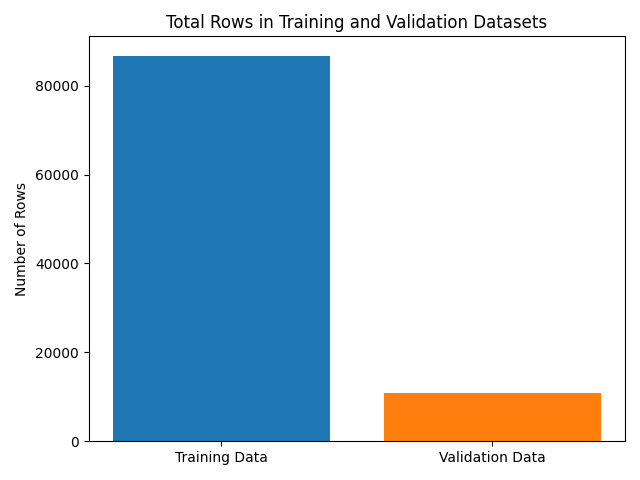 Total Rows in Training and Validation Datasets
Number of Rows
80000
60000
40000
20000
0
Training Data
Validation Data